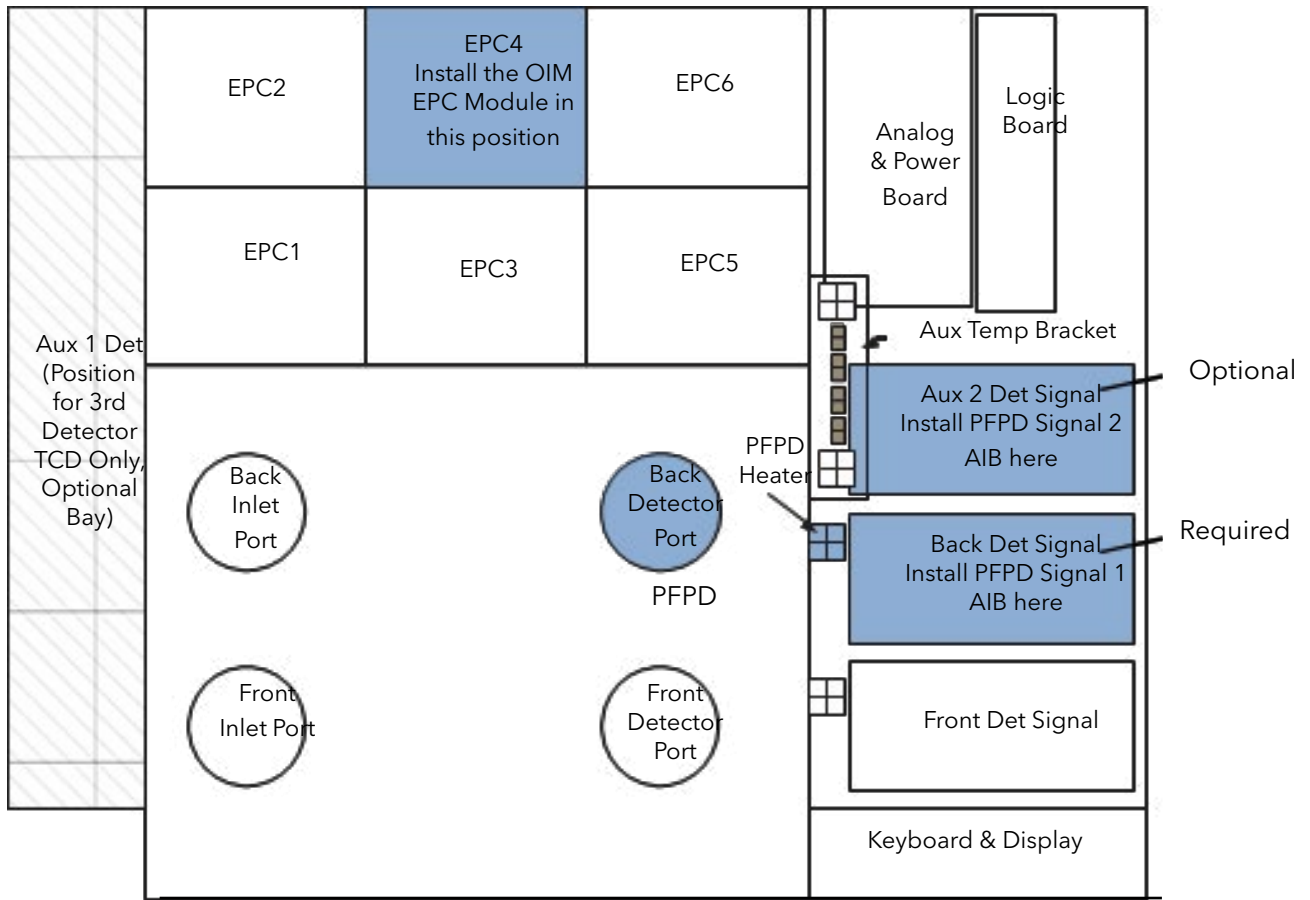 EPC2
EPC4
Install the OIM
EPC Module in
this position
EPC6
Analog
& Power
Board
Logic
Board
EPC1
EPC3
EPC5
Aux Temp Bracket
Aux 1 Det
(Position
for 3rd
Detector
TCD Only,
Optional
Bay)
Optional
Aux 2 Det Signal
Install PFPD Signal 2
AIB here
PFPD
Heater
Back
Inlet
Port
Back
Detector
Port
PFPD
Required
Back Det Signal
Install PFPD Signal 1
AIB here
Front
Inlet Port
Front
Detector
Port
Front Det Signal
Keyboard & Display